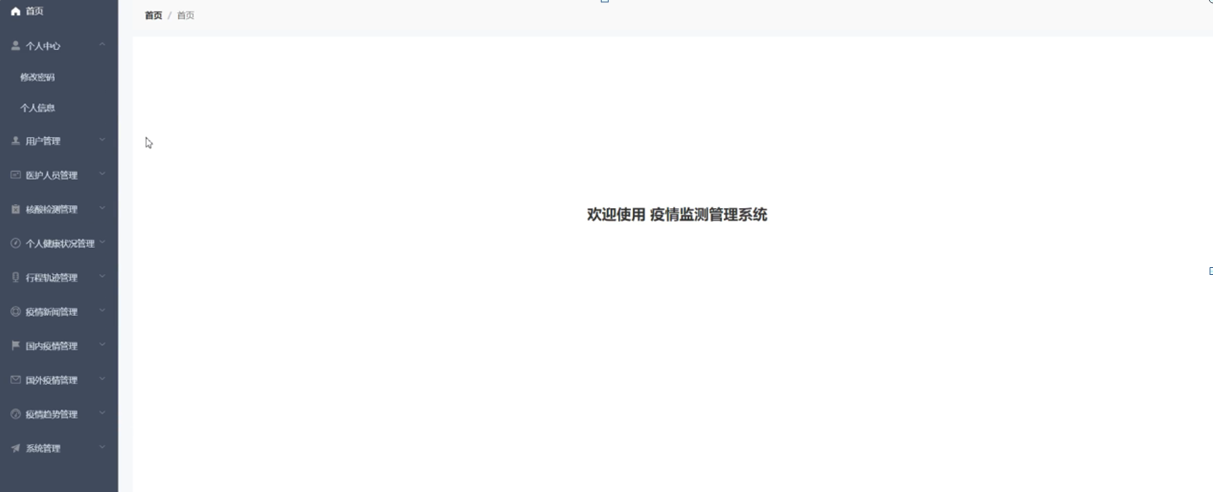 首页
首页 / 首页
个人中心
修改密码
个人信息
用户管理
医护人员管理
核酸检测管理
个人健康状况管理
行程轨迹管理
疫情新闻管理
国内疫情管理
国外疫情管理
疫情趋势管理
系统管理
欢迎使用 疫情监测管理系统